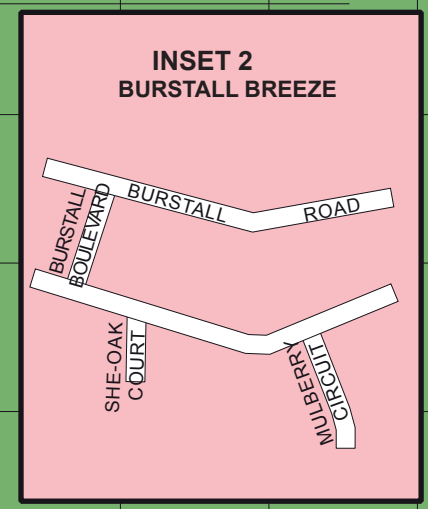 INSET 2
BURSTALL BREEZE
BURSTALL ROAD
BURSTALL
BOULEVARD
SHE-OAK
COURT
MULBERRY
CIRCUIT